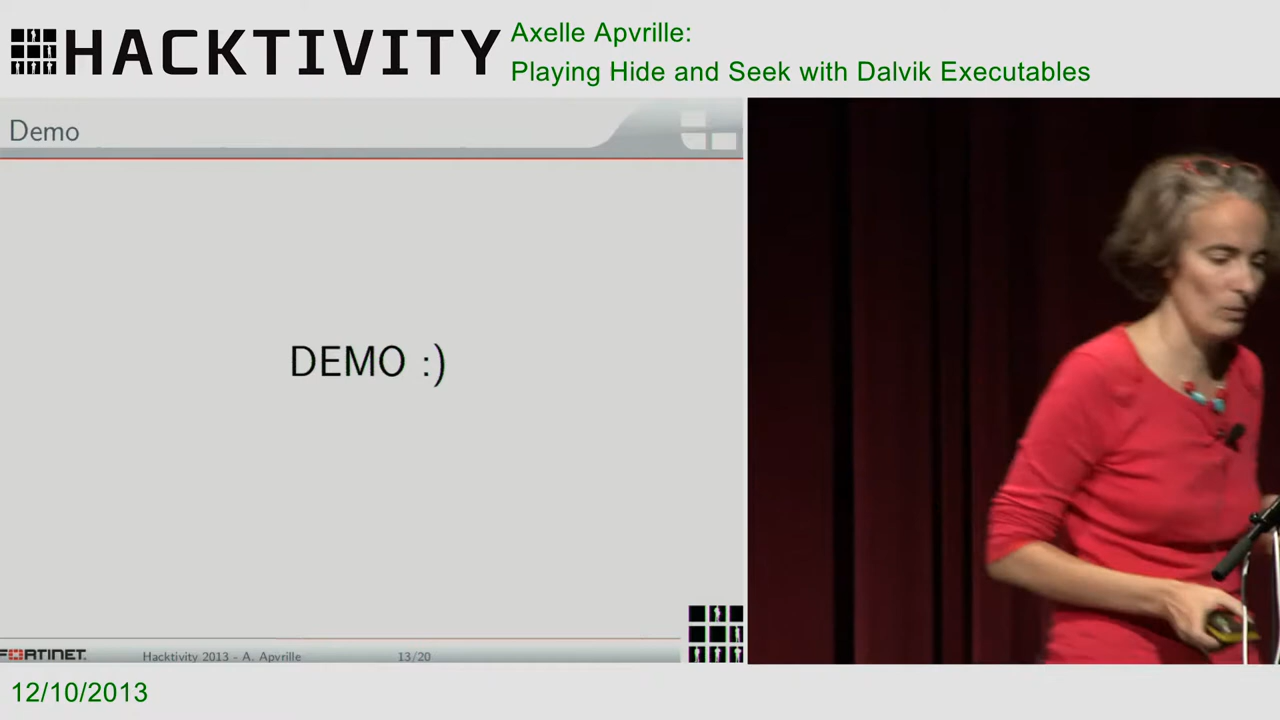 HACKTIVITY
Axelle Apvrille:
Playing Hide and Seek with Dalvik Executables
Demo
DEMO :)
FORTINET
Hacktivity 2013 - A. Apvrille
13/20
12/10/2013